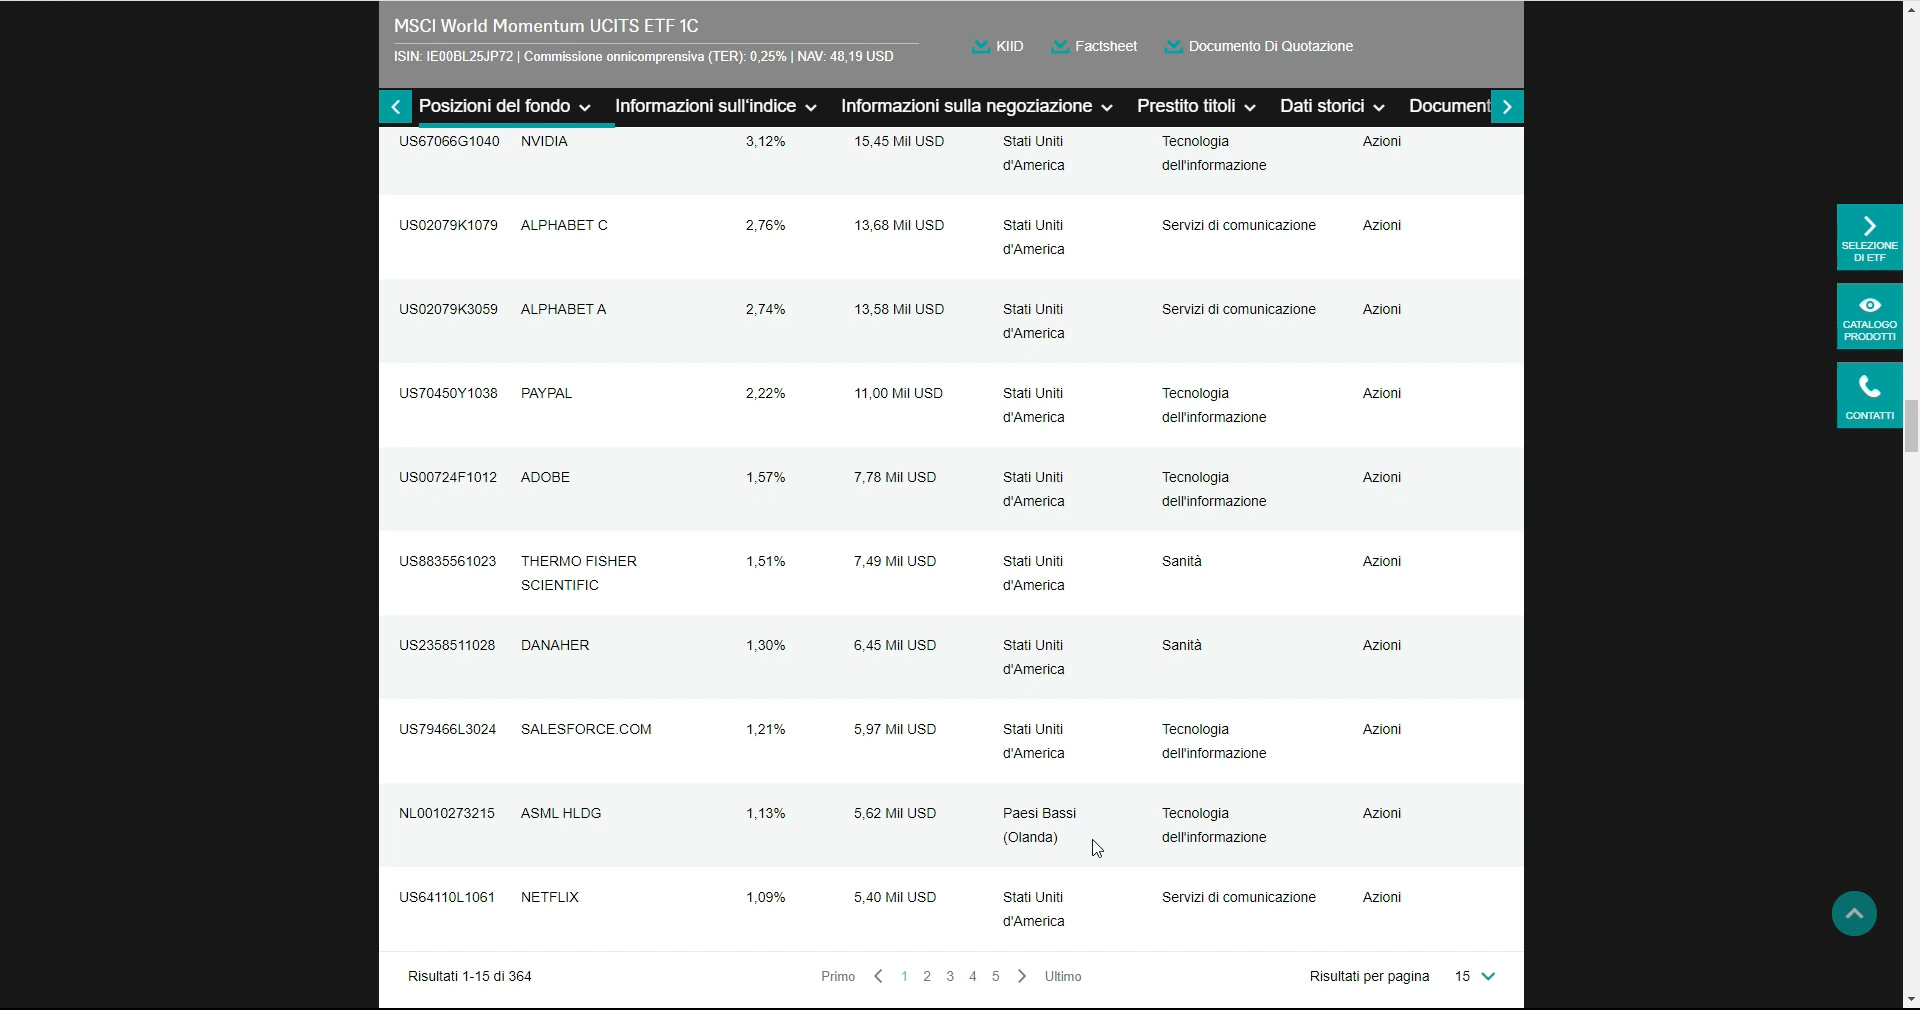 MSCI World Momentum UCITS ETF 1C
ISIN: IE00BL25JP72 | Commissione onnicomprensiva (TER): 0,25% | NAV: 48,19 USD
KIID Factsheet Documento Di Quotazione
Posizioni del fondo Informazioni sull'indice Informazioni sulla negoziazione Prestito titoli Dati storici Document
US67066G1040 NVIDIA 3,12% 15,45 Mil USD Stati Uniti Tecnologia Azioni
d'America dell'informazione
US02079K1079 ALPHABET C 2,76% 13,68 Mil USD Stati Uniti Servizi di comunicazione Azioni
d'America
US02079K3059 ALPHABET A 2,74% 13,58 Mil USD Stati Uniti Servizi di comunicazione Azioni
d'America
US70450Y1038 PAYPAL 2,22% 11,00 Mil USD Stati Uniti Tecnologia Azioni
d'America dell'informazione
US00724F1012 ADOBE 1,57% 7,78 Mil USD Stati Uniti Tecnologia Azioni
d'America dell'informazione
US8835561023 THERMO FISHER 1,51% 7,49 Mil USD Stati Uniti Sanità Azioni
SCIENTIFIC d'America
US2358511028 DANAHER 1,30% 6,45 Mil USD Stati Uniti Sanità Azioni
d'America
US79466L3024 SALESFORCE.COM 1,21% 5,97 Mil USD Stati Uniti Tecnologia Azioni
d'America dell'informazione
NL0010273215 ASML HLDG 1,13% 5,62 Mil USD Paesi Bassi Tecnologia Azioni
(Olanda) dell'informazione
US64110L1061 NETFLIX 1,09% 5,40 Mil USD Stati Uniti Servizi di comunicazione Azioni
d'America
Risultati 1-15 di 364 Primo 1 2 3 4 5 Ultimo Risultati per pagina 15
SELEZIONE
DI ETF
CATALOGO
PRODOTTI
CONTATTI